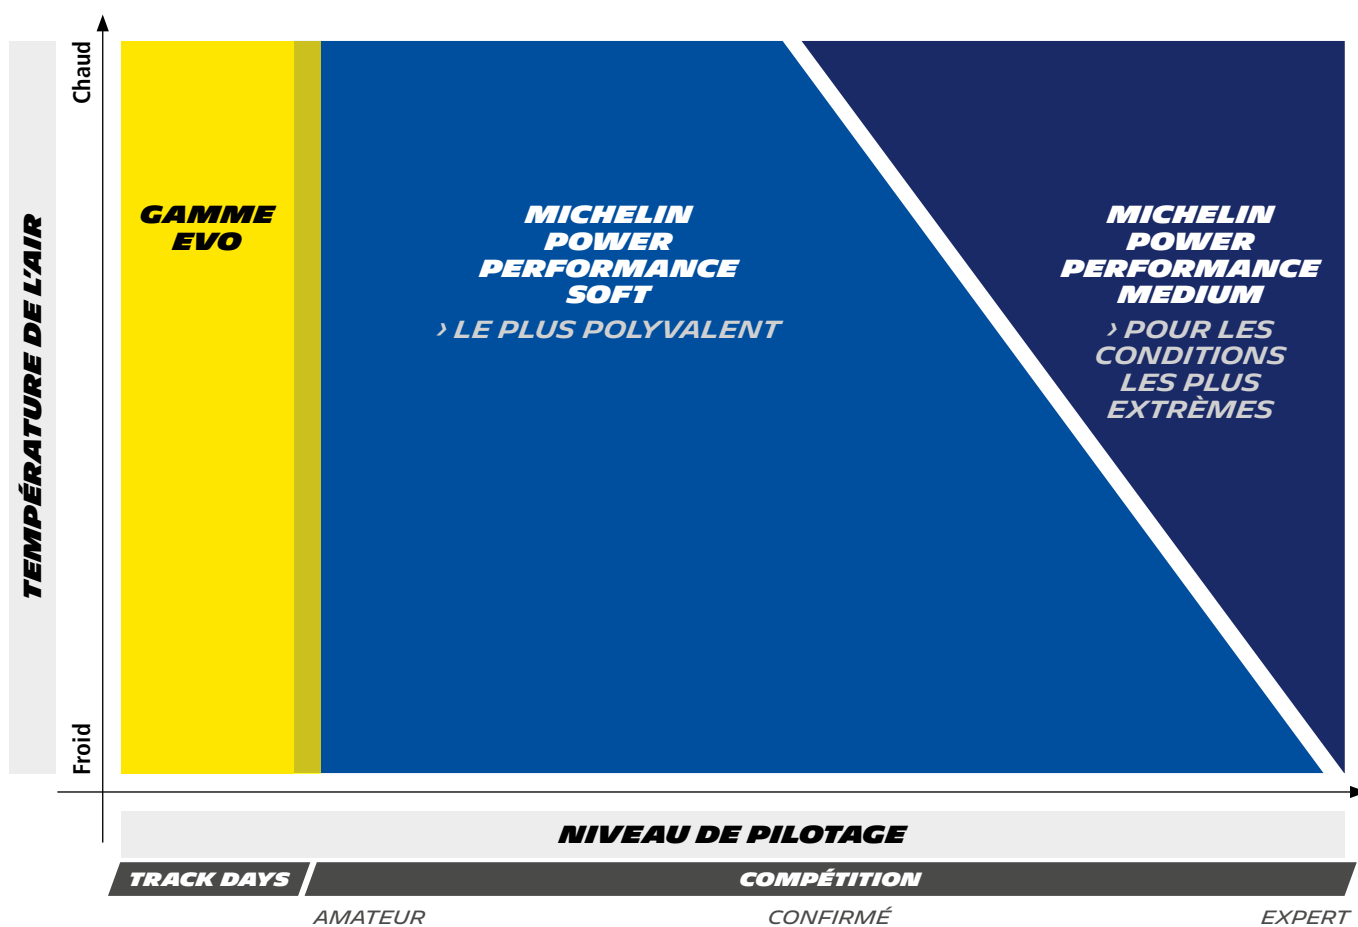 Chaud
TEMPÉRATURE DE L'AIR
Froid
GAMME
EVO
MICHELIN
POWER
PERFORMANCE
SOFT
› LE PLUS POLYVALENT
MICHELIN
POWER
PERFORMANCE
MEDIUM
› POUR LES
CONDITIONS
LES PLUS
EXTRÈMES
NIVEAU DE PILOTAGE
TRACK DAYS
COMPÉTITION
AMATEUR
CONFIRMÉ
EXPERT